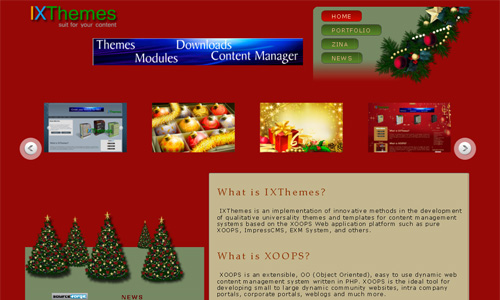 IXThemes
suit for your content
HOME
PORTFOLIO
ZINA
NEWS
Themes
Downloads
Modules
Content Manager
What is IXThemes?
IXThemes is an implementation of innovative methods in the development
of qualitative universality themes and templates for content management
systems based on the XOOPS Web application platform such as pure
XOOPS, ImpressCMS, EKM System, and others.
What is XOOPS?
XOOPS is an extensible, OO (Object Oriented), easy to use dynamic web
content management system written in PHP. XOOPS is the ideal tool for
developing small to large dynamic community websites, intra company
portals, corporate portals, weblogs and much more.
NEWS